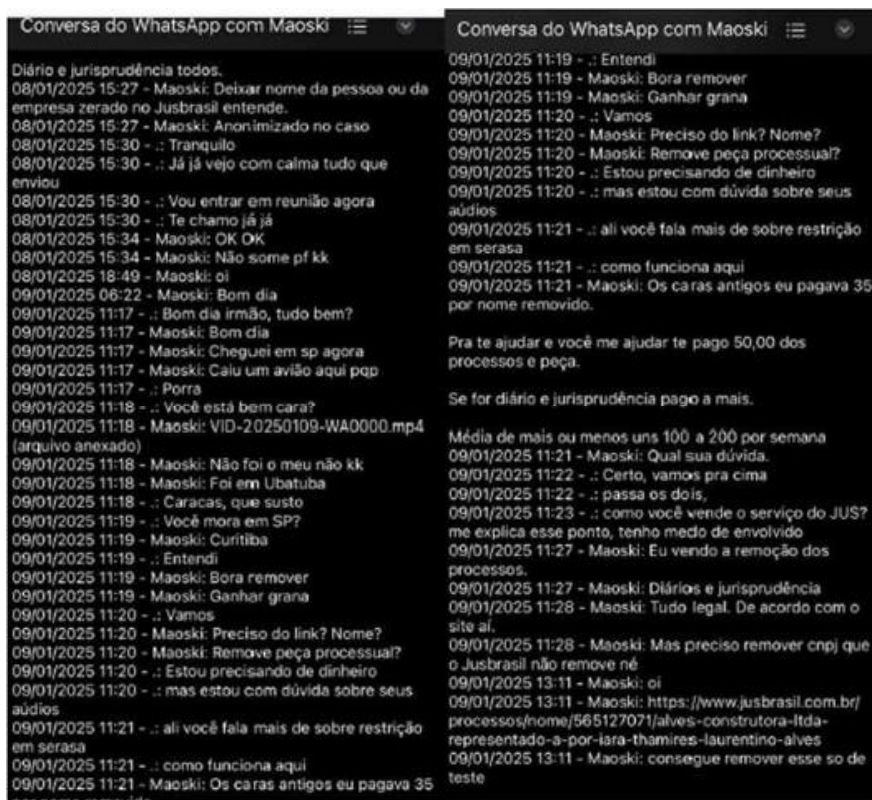 Conversa do WhatsApp com Maoski
Diário e jurisprudência todos.
08/01/2025 15:27 - Maoski: Deixar nome da pessoa ou da
empresa zerado no Jusbrasil entende.
08/01/2025 15:27 - Maoski: Anonimizado no caso
08/01/2025 15:30 - .: Tranquilo
08/01/2025 15:30 - .: Já já vejo com calma tudo que
enviou
08/01/2025 15:30 - .: Vou entrar em reunião agora
08/01/2025 15:30 - .: Te chamo já já
08/01/2025 15:34 - Maoski: OK OK
08/01/2025 15:34 - Maoski: Não some pf kk
08/01/2025 18:49 - Maoski: oi
09/01/2025 06:22 - Maoski: Bom dia
09/01/2025 11:17 - .: Bom dia irmão, tudo bem?
09/01/2025 11:17 - Maoski: Bom dia
09/01/2025 11:17 - Maoski: Cheguei em sp agora
09/01/2025 11:17 - Maoski: Caiu um avião aqui pqp
09/01/2025 11:17 - .: Porra
09/01/2025 11:18 - .: Você está bem cara?
09/01/2025 11:18 - Maoski: VID-20250109-WA0000.mp4
(arquivo anexado)
09/01/2025 11:18 - Maoski: Não foi o meu não kk
09/01/2025 11:18 - Maoski: Foi em Ubatuba
09/01/2025 11:18 - .: Caracas, que susto
09/01/2025 11:19 - .: Você mora em SP?
09/01/2025 11:19 - Maoski: Curitiba
09/01/2025 11:19 - .: Entendi
09/01/2025 11:19 - Maoski: Bora remover
09/01/2025 11:19 - Maoski: Ganhar grana
09/01/2025 11:20 - .: Vamos
09/01/2025 11:20 - Maoski: Preciso do link? Nome?
09/01/2025 11:20 - Maoski: Remove peça processual?
09/01/2025 11:20 - .: Estou precisando de dinheiro
09/01/2025 11:20 - .: mas estou com dúvida sobre seus
aúdios
09/01/2025 11:21 - .: ali você fala mais de sobre restrição
em serasa
09/01/2025 11:21 - .: como funciona aqui
09/01/2025 11:21 - Maoski: Os caras antigos eu pagava 35
Conversa do WhatsApp com Maoski
09/01/2025 11:19 - .: Entendi
09/01/2025 11:19 - Maoski: Bora remover
09/01/2025 11:19 - Maoski: Ganhar grana
09/01/2025 11:20 - .: Vamos
09/01/2025 11:20 - Maoski: Preciso do link? Nome?
09/01/2025 11:20 - Maoski: Remove peça processual?
09/01/2025 11:20 - .: Estou precisando de dinheiro
09/01/2025 11:20 - .: mas estou com dúvida sobre seus
aúdios
09/01/2025 11:21 - .: ali você fala mais de sobre restrição
em serasa
09/01/2025 11:21 - .: como funciona aqui
09/01/2025 11:21 - Maoski: Os caras antigos eu pagava 35
por nome removido.
Pra te ajudar e você me ajudar te pago 50,00 dos
processos e peça.
Se for diário e jurisprudência pago a mais.
Média de mais ou menos uns 100 a 200 por semana
09/01/2025 11:21 - Maoski: Qual sua dúvida.
09/01/2025 11:22 - .: Certo, vamos pra cima
09/01/2025 11:22 - .: passa os dois,
09/01/2025 11:23 - .: como você vende o serviço do JUS?
me explica esse ponto, tenho medo de envolvido
09/01/2025 11:27 - Maoski: Eu vendo a remoção dos
processos.
09/01/2025 11:27 - Maoski: Diários e jurisprudência
09/01/2025 11:28 - Maoski: Tudo legal. De acordo com o
site aí.
09/01/2025 11:28 - Maoski: Mas preciso remover cnpj que
o Jusbrasil não remove né
09/01/2025 13:11 - Maoski: oi
09/01/2025 13:11 - Maoski: https://www.jusbrasil.com.br/
processos/nome/565127071/alves-construtora-ltda-
representado-a-por-iara-thamires-laurentino-alves
09/01/2025 13:11 - Maoski: consegue remover esse so de
teste